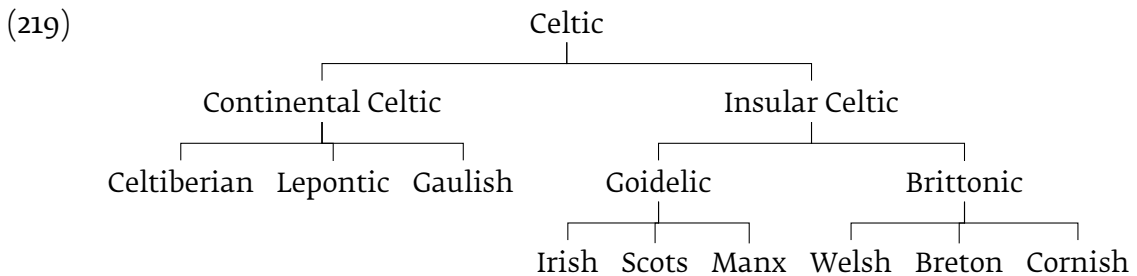 (219) Celtic
Continental Celtic Insular Celtic
Celtiberian Lepontic Gaulish Goidelic Brittonic
Irish Scots Manx Welsh Breton Cornish